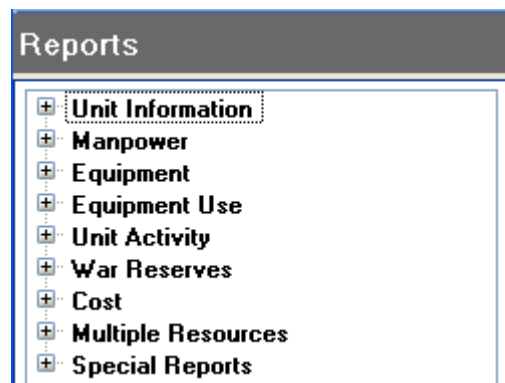 Reports
Unit Information
Manpower
Equipment
Equipment Use
Unit Activity
War Reserves
Cost
Multiple Resources
Special Reports